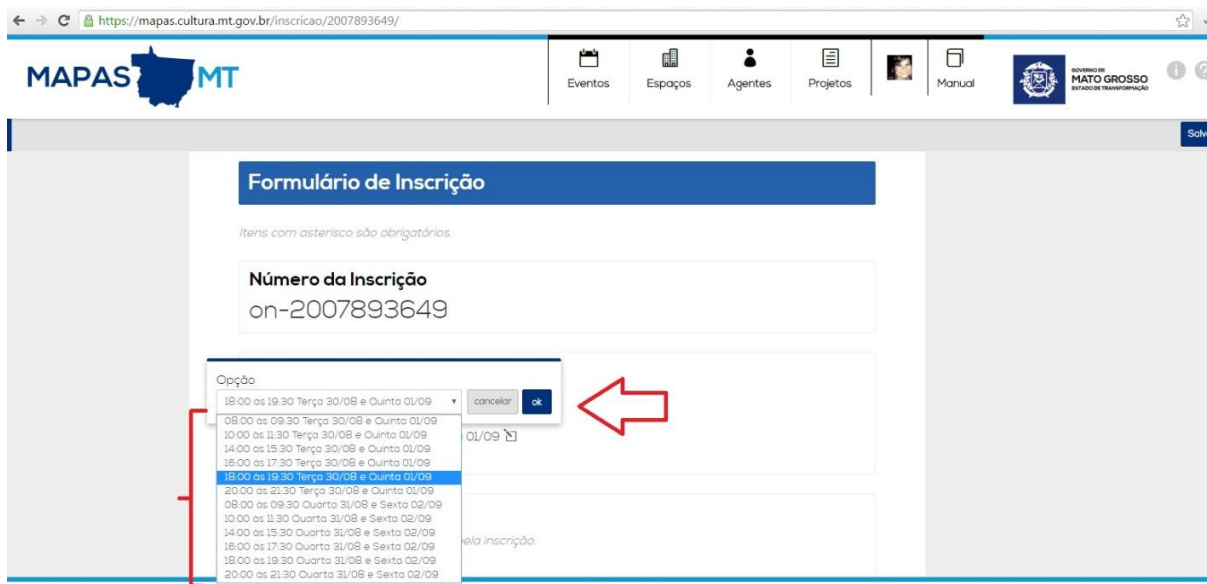 https://mapas.cultura.mt.gov.br/inscricao/2007893649/
MAPAS MT
Eventos
Espaços
Agentes
Projetos
Manual
GOVERNO DE
MATO GROSSO
ESTADO DE TRANSFORMAÇÃO
Salv
Formulário de Inscrição
Itens com asterisco são obrigatórios.
Número da Inscrição
on-2007893649
Opção
18:00 às 19:30 Terça 30/08 e Quinta 01/09
cancelar
ok
08:00 às 09:30 Terça 30/08 e Quinta 01/09
10:00 às 11:30 Terça 30/08 e Quinta 01/09
01/09
14:00 às 15:30 Terça 30/08 e Quinta 01/09
16:00 às 17:30 Terça 30/08 e Quinta 01/09
18:00 às 19:30 Terça 30/08 e Quinta 01/09
20:00 às 21:30 Terça 30/08 e Quinta 01/09
08:00 às 09:30 Quarta 31/08 e Sexta 02/09
10:00 às 11:30 Quarta 31/08 e Sexta 02/09
14:00 às 15:30 Quarta 31/08 e Sexta 02/09
16:00 às 17:30 Quarta 31/08 e Sexta 02/09
ela inscrição.
18:00 às 19:30 Quarta 31/08 e Sexta 02/09
20:00 às 21:30 Quarta 31/08 e Sexta 02/09